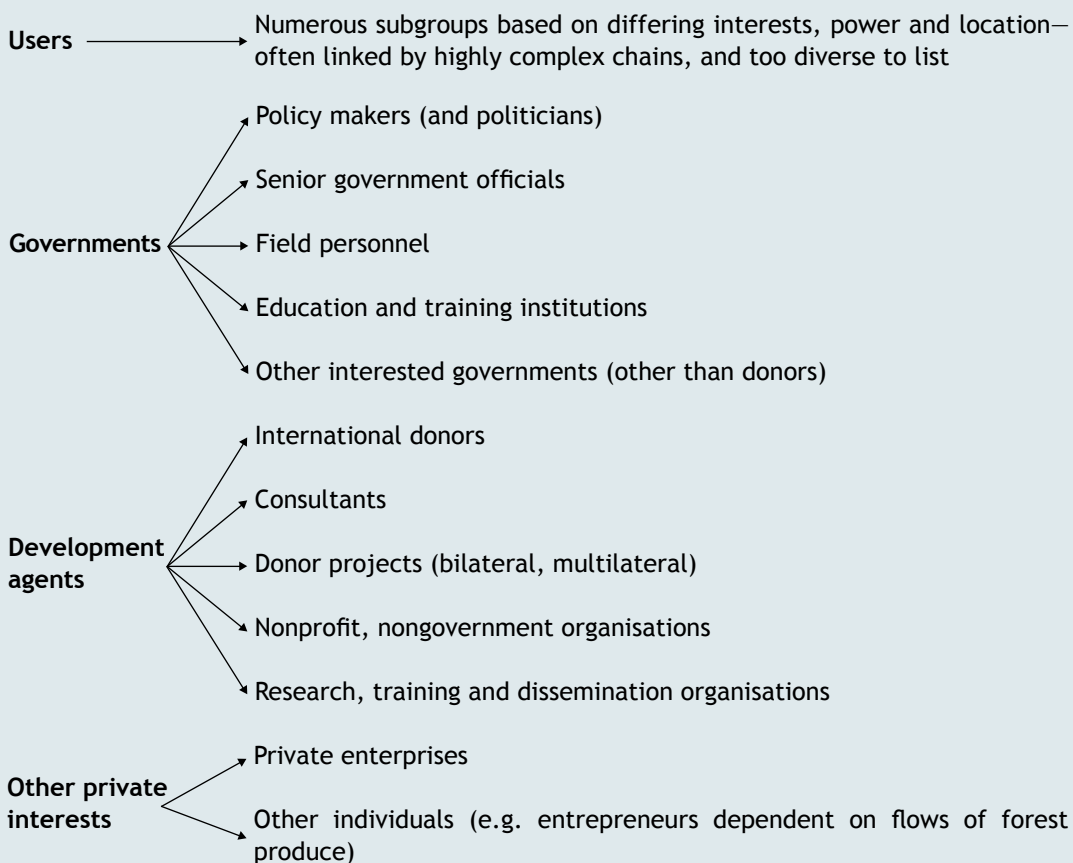 Users
Numerous subgroups based on differing interests, power and location—
often linked by highly complex chains, and too diverse to list
Governments
Policy makers (and politicians)
Senior government officials
Field personnel
Education and training institutions
Other interested governments (other than donors)
Development
agents
International donors
Consultants
Donor projects (bilateral, multilateral)
Nonprofit, nongovernment organisations
Research, training and dissemination organisations
Other private
interests
Private enterprises
Other individuals (e.g. entrepreneurs dependent on flows of forest
produce)